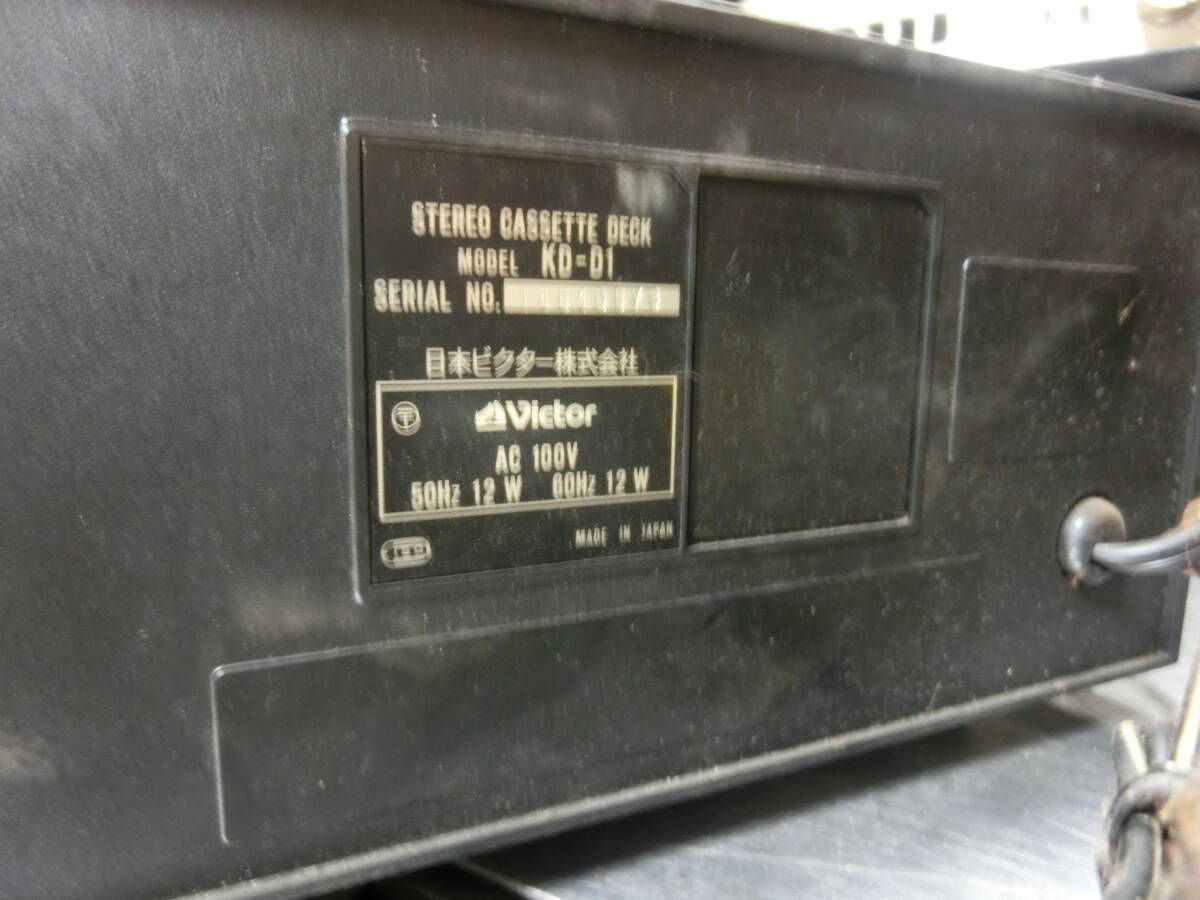 STEREO CASSETTE DECK
MODEL KD-D1
SERIAL NO.
日本ビクター株式会社
Victor
AC 100V
50Hz 12 W 60Hz 12 W
MADE IN JAPAN